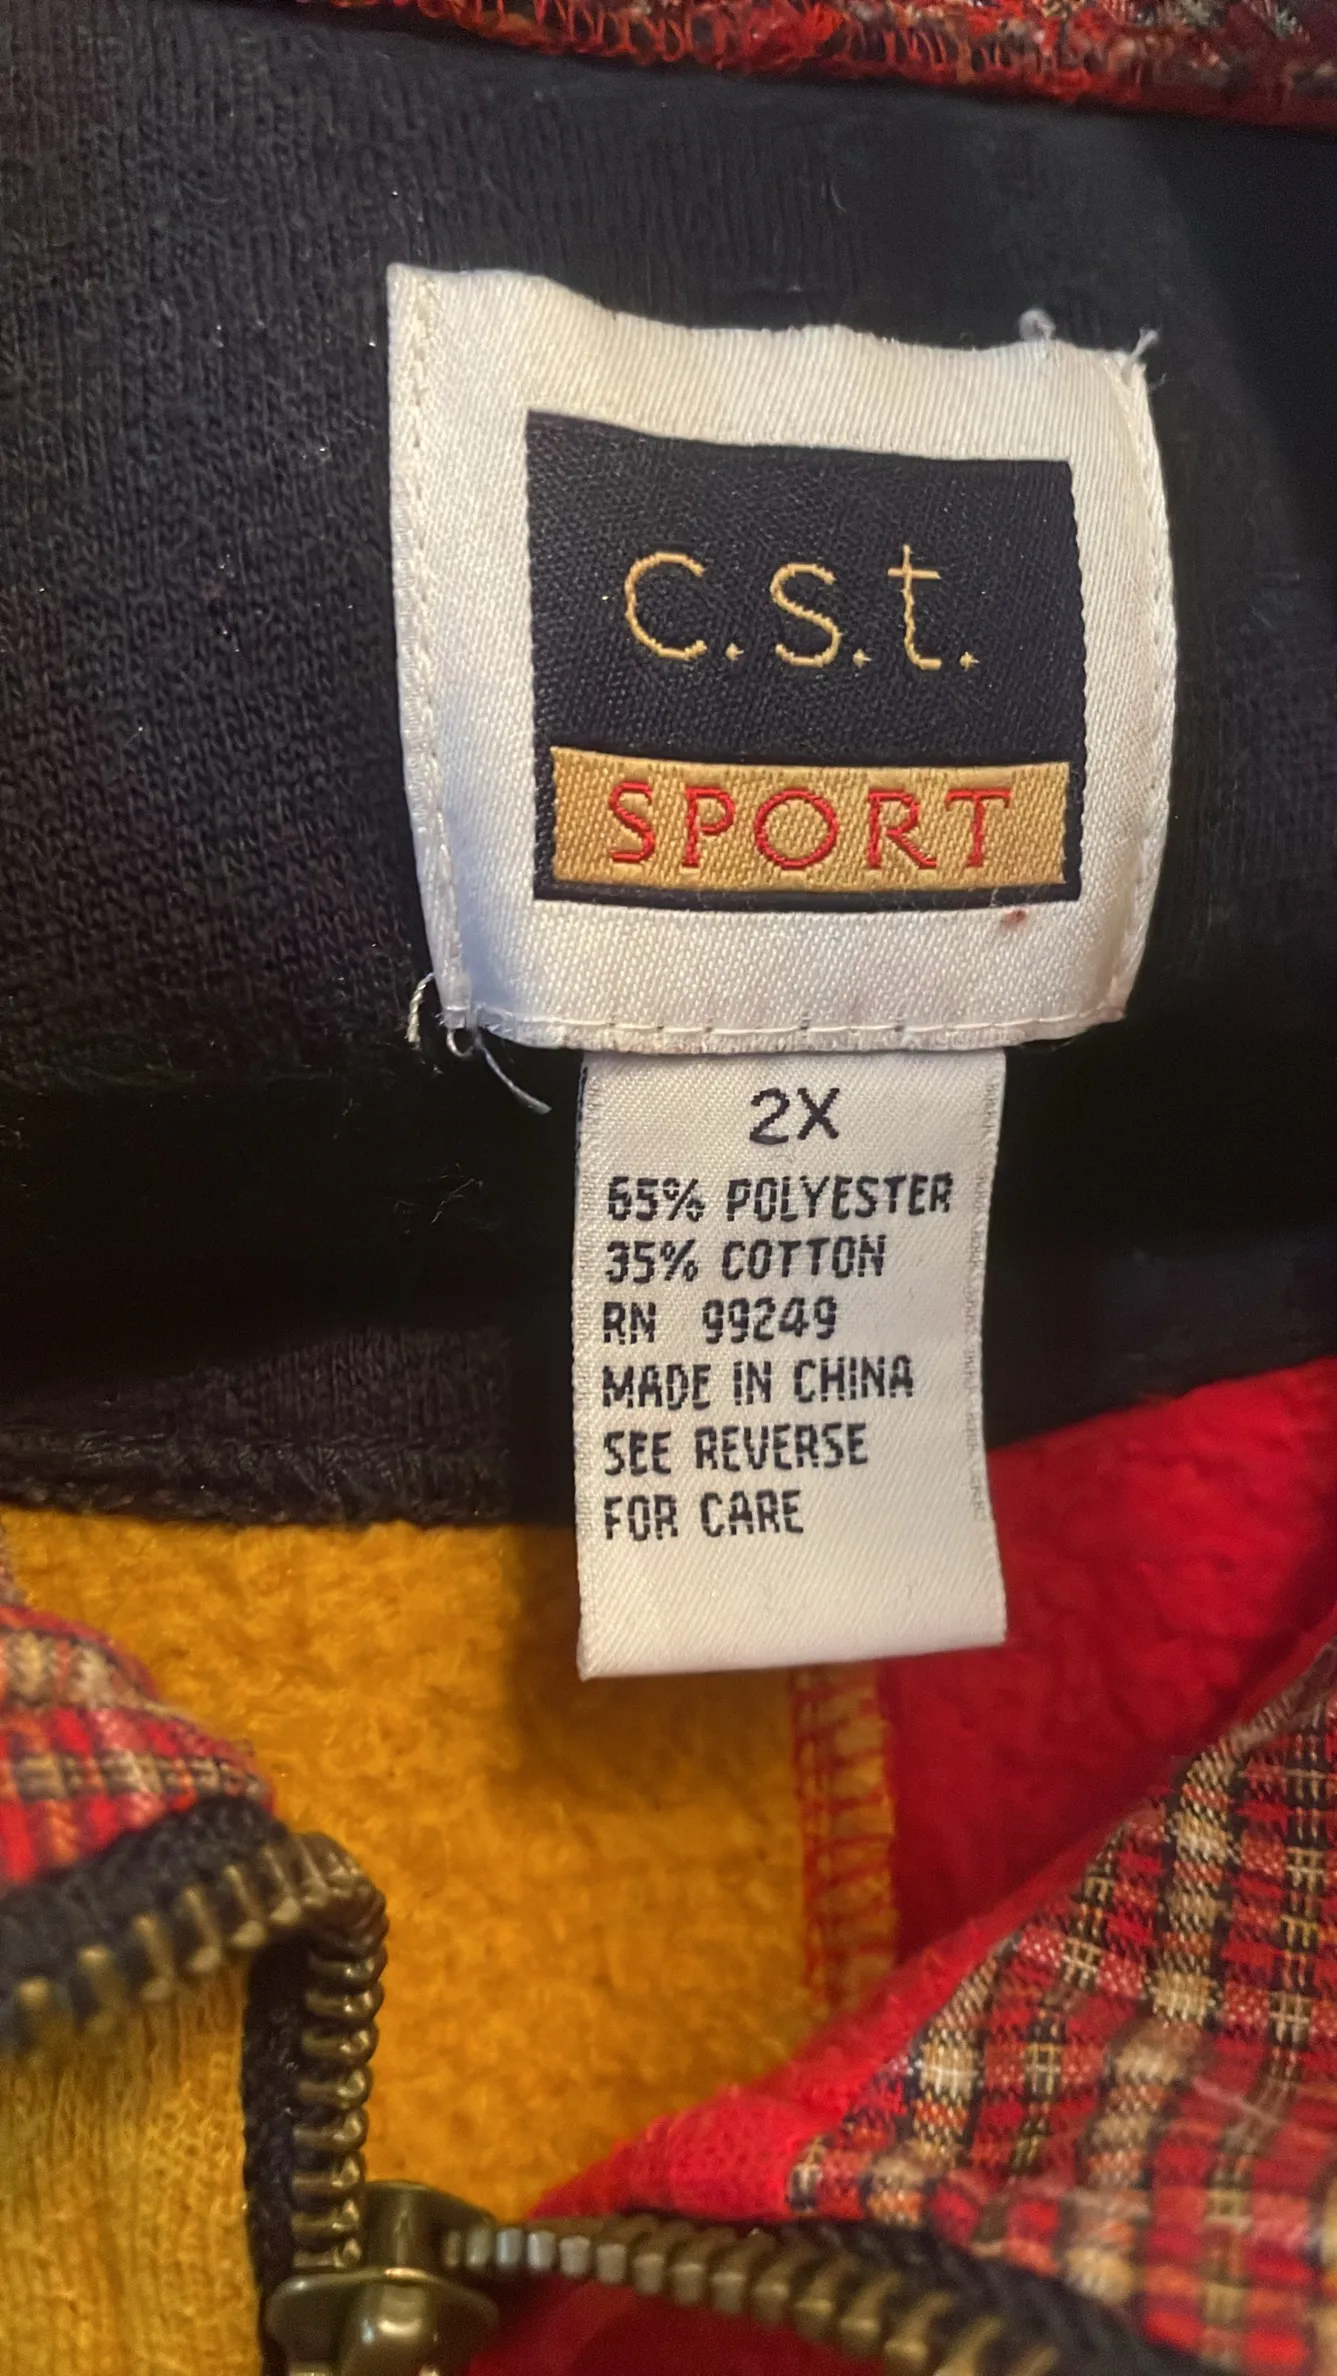 c.s.t.
SPORT
2X
65% POLYESTER
35% COTTON
RN 99249
MADE IN CHINA
SEE REVERSE
FOR CARE